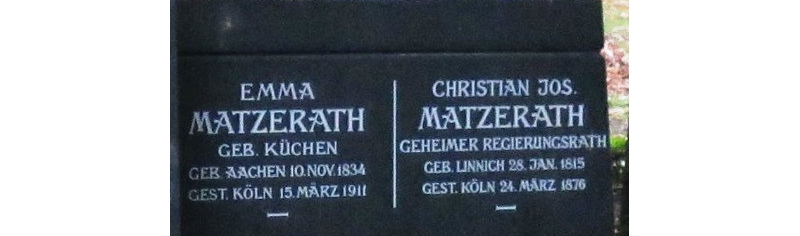 EMMA
MATZERATH
GEB. KÜCHEN
GEB. AACHEN 10. NOV. 1834
GEST. KÖLN 15. MÄRZ 1911
CHRISTIAN JOS.
MATZERATH
GEHEIMER REGIERUNGSRATH
GEB. LINNICH 28. JAN. 1815
GEST. KÖLN 24. MÄRZ 1876